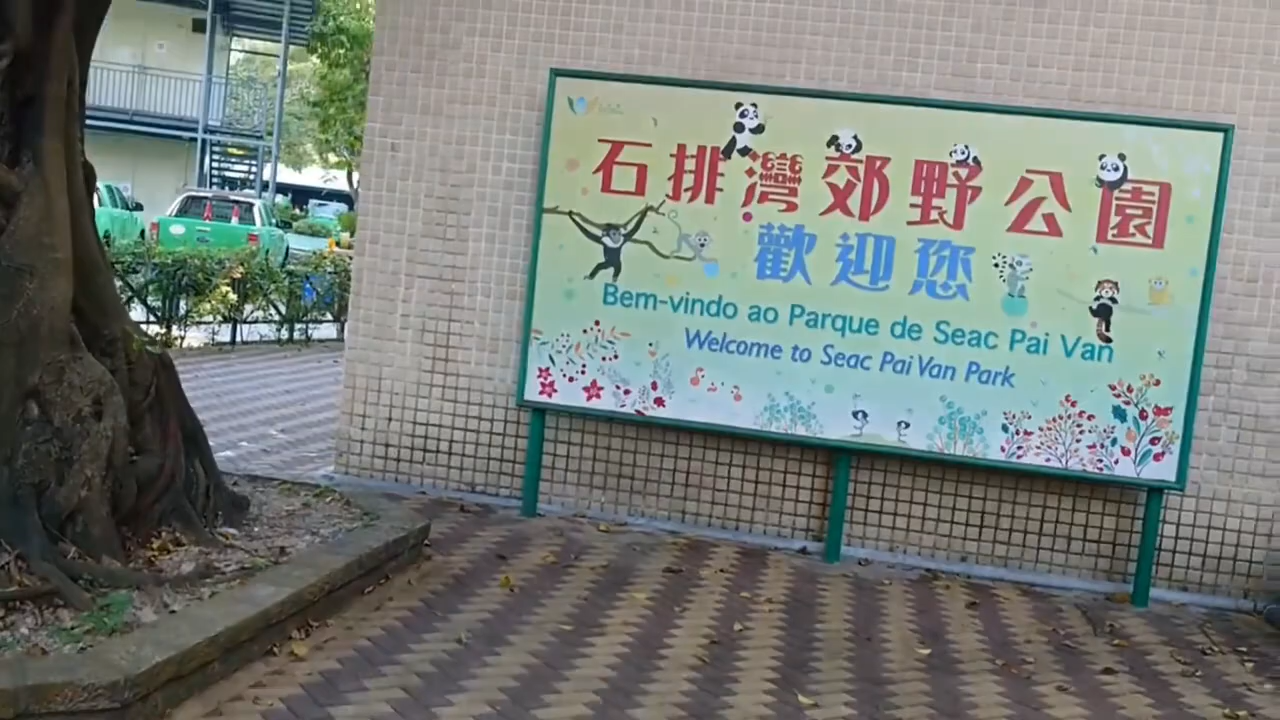 石排灣郊野公園
歡迎您
Bem-vindo ao Parque de Seac Pai Van
Welcome to Seac Pai Van Park